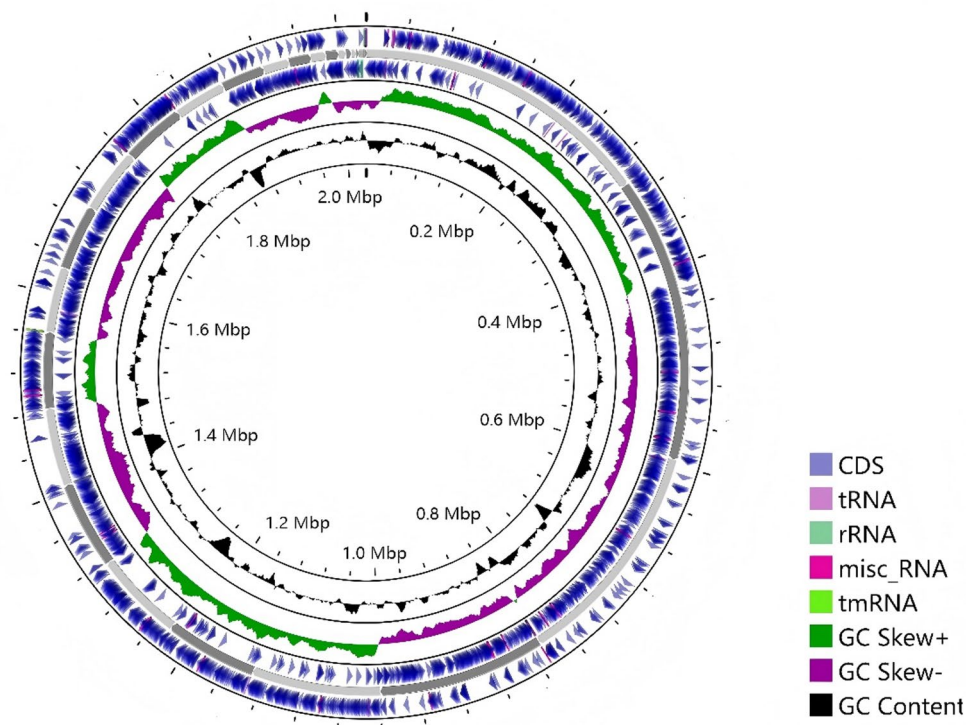 2.0 Mbp
0.2 Mbp
1.8 Mbp
0.4 Mbp
1.6 Mbp
0.6 Mbp
1.4 Mbp
0.8 Mbp
1.2 Mbp
1.0 Mbp
CDS
tRNA
rRNA
misc_RNA
tmRNA
GC Skew+
GC Skew-
GC Content